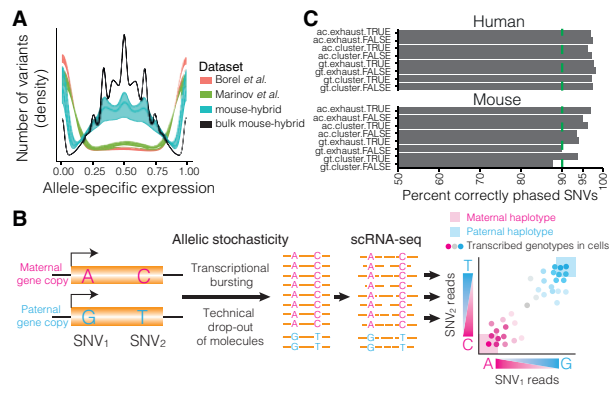 A
Number of variants
(density)
0.00
0.25
0.50
0.75
1.00
Allele-specific expression
Dataset
Borel et al.
Marinov et al.
mouse-hybrid
bulk mouse-hybrid
C
Human
ac.exhaust.TRUE
ac.exhaust.FALSE
ac.cluster.TRUE
ac.cluster.FALSE
gt.exhaust.TRUE
gt.exhaust.FALSE
gt.cluster.TRUE
gt.cluster.FALSE
Mouse
ac.exhaust.TRUE
ac.exhaust.FALSE
ac.cluster.TRUE
ac.cluster.FALSE
gt.exhaust.TRUE
gt.exhaust.FALSE
gt.cluster.TRUE
gt.cluster.FALSE
50
60
70
80
90
95
100
Percent correctly phased SNVs
B
Maternal
gene copy
A C
Paternal
gene copy
G T
SNV1 SNV2
Allelic stochasticity
Transcriptional
bursting
Technical
drop-out
of molecules
A C
A C
A C
A C
A C
A C
A C
G T
G T
scRNA-seq
A C
A C
A C
A C
A C
A C
A C
G T
G T
Maternal haplotype
Paternal haplotype
Transcribed genotypes in cells
T
SNV2 reads
C
A G
SNV1 reads